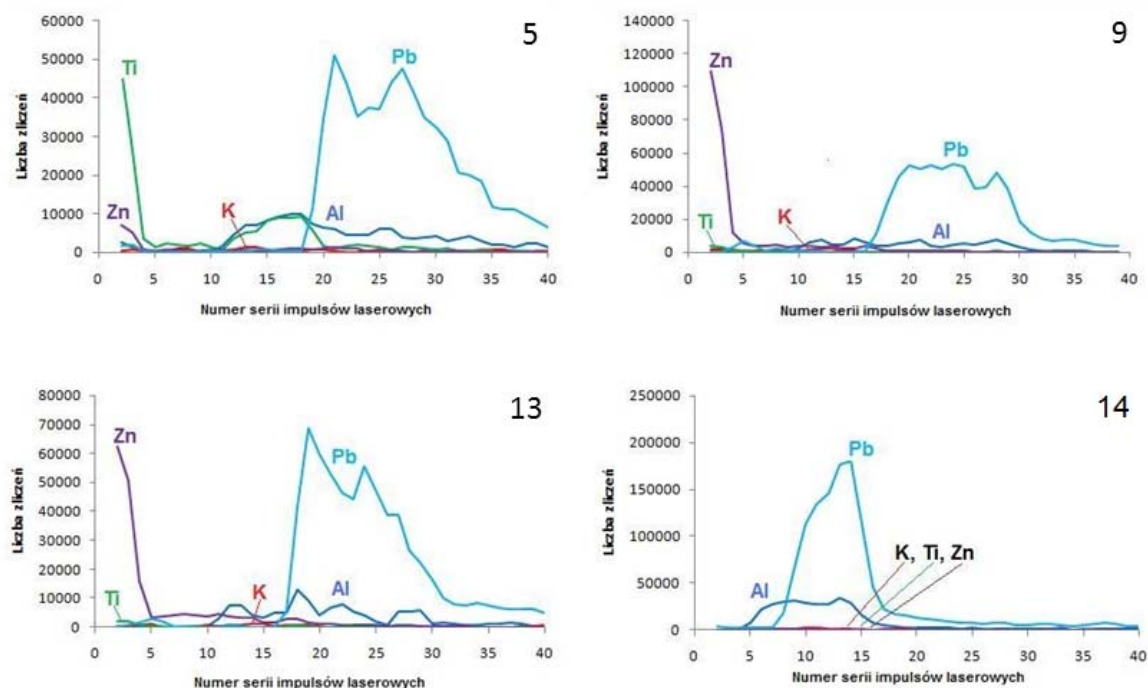 5
60000
50000
40000
30000
20000
10000
0
Liczba zliczeń
Ti
Zn
K
Al
Pb
0 5 10 15 20 25 30 35 40
Numer serii impulsów laserowych
9
140000
120000
100000
80000
60000
40000
20000
0
Liczba zliczeń
Zn
Ti
K
Pb
Al
0 5 10 15 20 25 30 35 40
Numer serii impulsów laserowych
13
80000
70000
60000
50000
40000
30000
20000
10000
0
Liczba zliczeń
Zn
Ti
Pb
K
Al
0 5 10 15 20 25 30 35 40
Numer serii impulsów laserowych
14
250000
200000
150000
100000
50000
0
Liczba zliczeń
Pb
K, Ti, Zn
Al
0 5 10 15 20 25 30 35 40
Numer serii impulsów laserowych